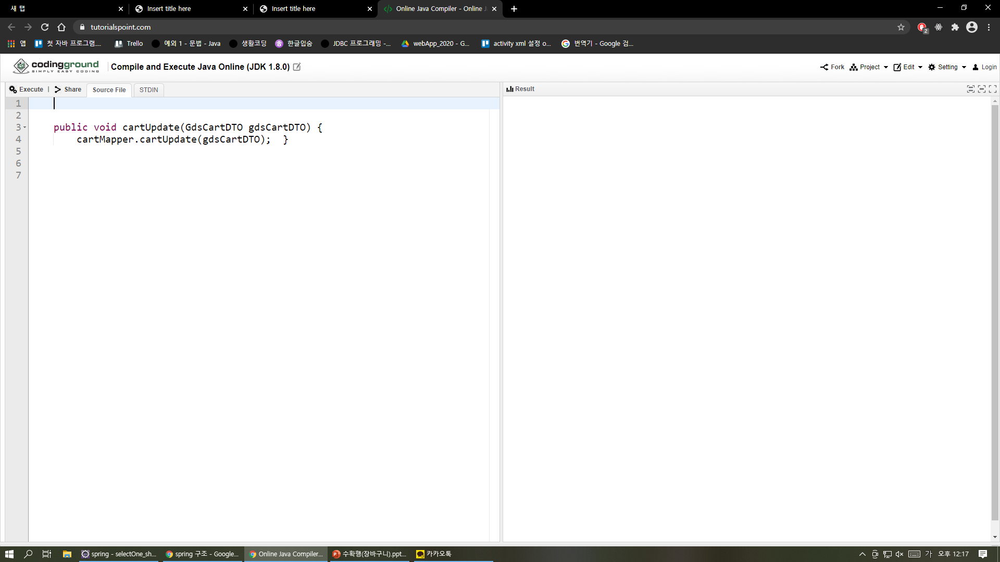 새 탭
Insert title here
Insert title here
Online Java Compiler - Online J
tutorialspoint.com
2
앱
첫 자바 프로그램....
Trello
예외 1 - 문법 - Java
생활코딩
한글입숨
JDBC 프로그래밍 -...
webApp_2020 - G...
activity xml 설정 o...
번역기 - Google 검...
codingground
SIMPLY EASY CODING
Compile and Execute Java Online (JDK 1.8.0)
Fork
Project
Edit
Setting
Login
Execute | Share
Source File
STDIN
Result
1
2
3 public void cartUpdate(GdsCartDTO gdsCartDTO) {
4 cartMapper.cartUpdate(gdsCartDTO); }
5
6
7
spring - selectOne_sh...
spring 구조 - Google...
Online Java Compiler...
수확행(장바구니).ppt...
카카오톡
가
오후 12:17